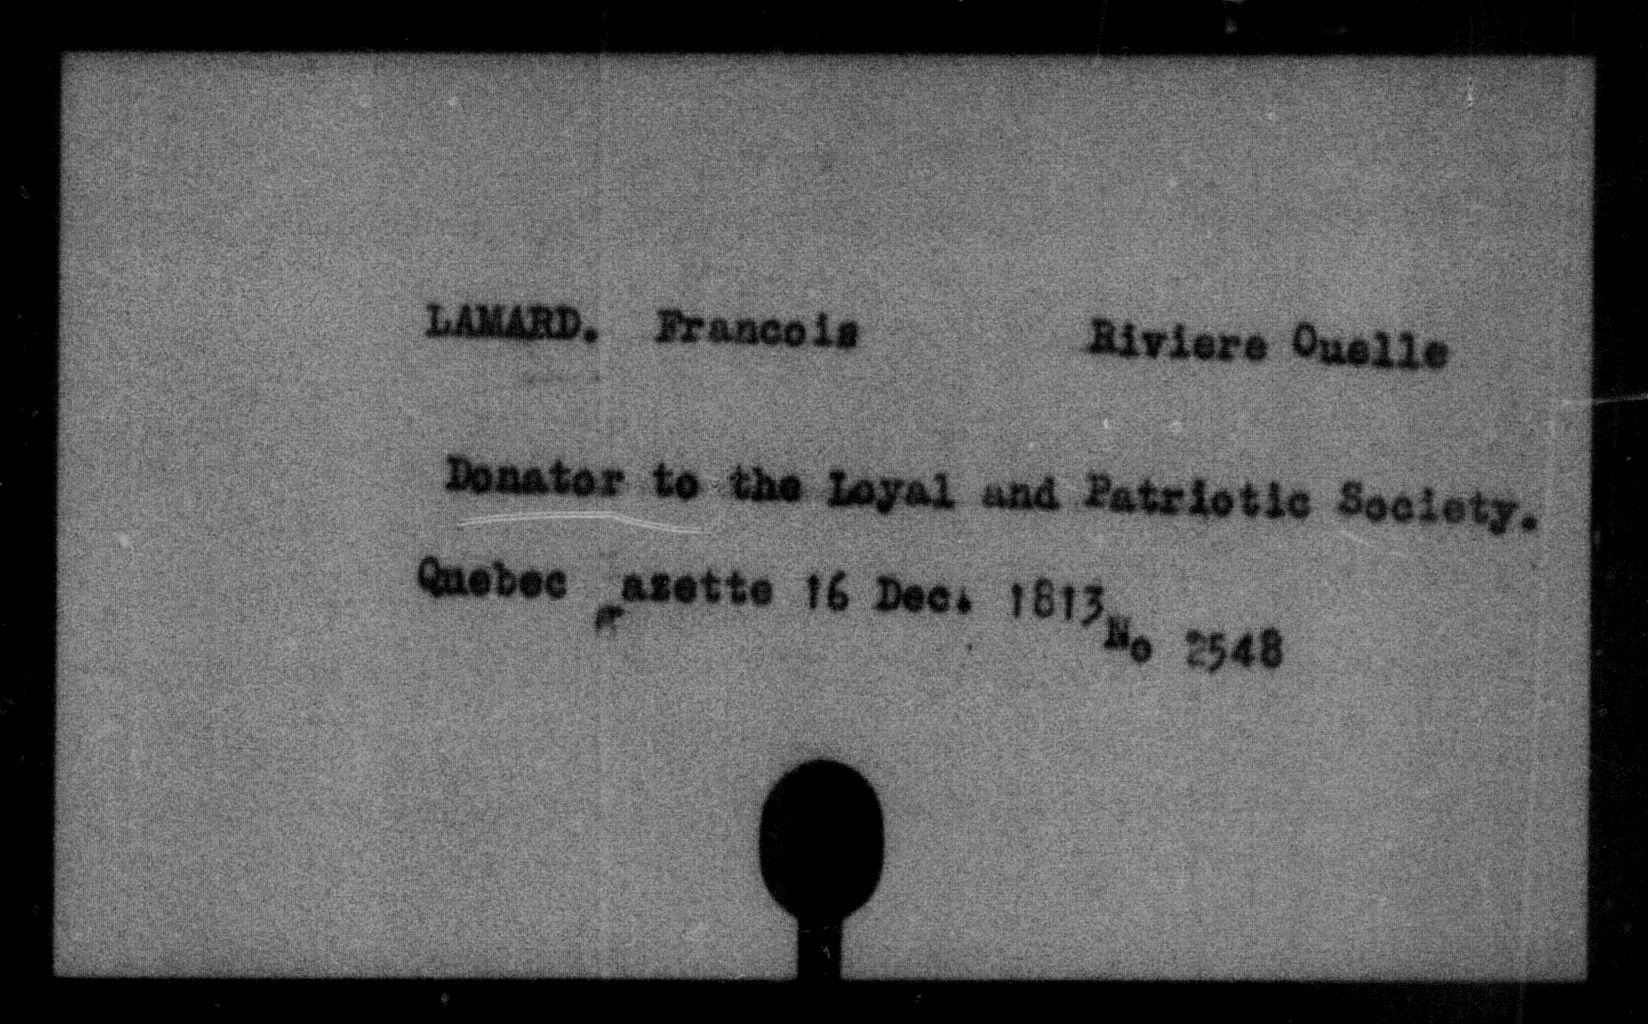 LAMARD. Francois Riviere Ouelle
Donator to the Loyal and Patriotic Society.
Quebec Gazette 16 Dec. 1813 No 2548